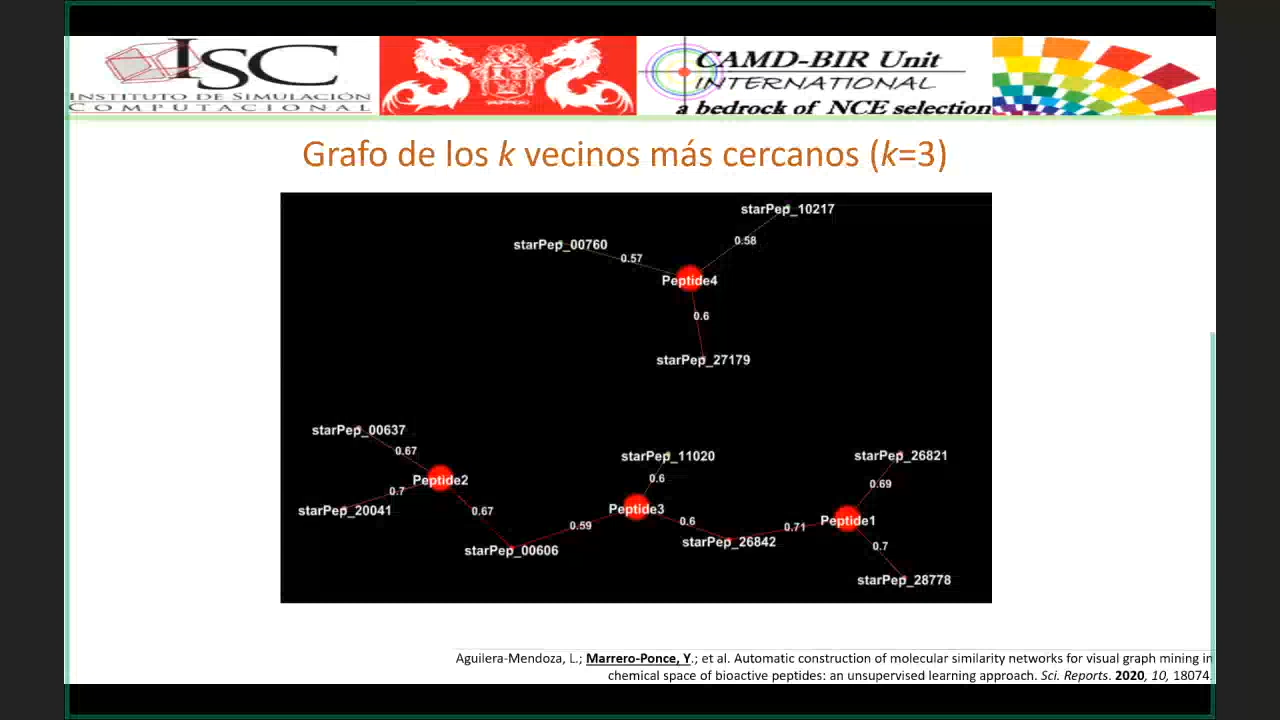 ISC
INSTITUTO DE SIMULACIÓN
COMPUTACIONAL
CAMD-BIR Unit
INTERNATIONAL
a bedrock of NCE selection
Grafo de los k vecinos más cercanos (k=3)
starPep_10217
starPep_00760
0.58
0.57
Peptide4
0.6
starPep_27179
starPep_00637
0.67
Peptide2
0.7
starPep_20041
0.67
starPep_00606
0.59
starPep_11020
0.6
Peptide3
0.6
starPep_26842
0.71
starPep_26821
0.69
Peptide1
0.7
starPep_28778
Aguilera-Mendoza, L.; Marrero-Ponce, Y.; et al. Automatic construction of molecular similarity networks for visual graph mining in
chemical space of bioactive peptides: an unsupervised learning approach. Sci. Reports. 2020, 10, 18074.